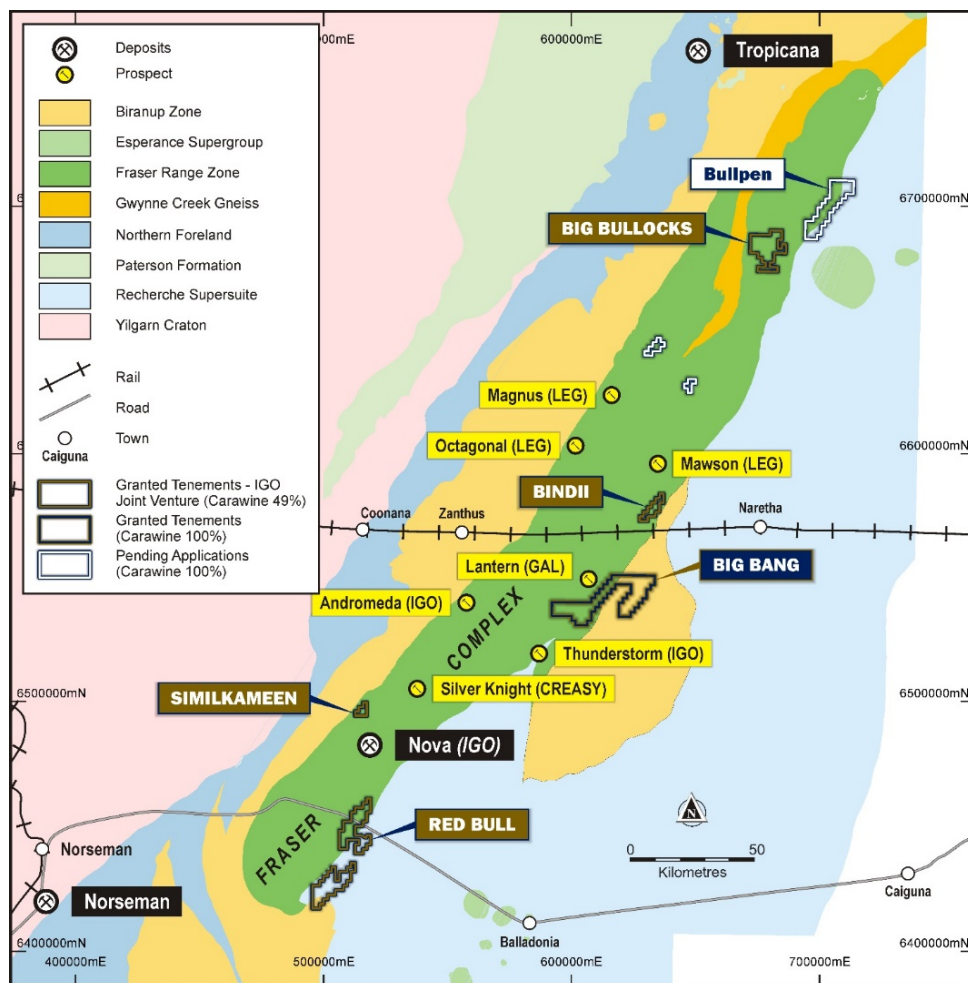 Deposits
Prospect
Biranup Zone
Esperance Supergroup
Fraser Range Zone
Gwynne Creek Gneiss
Northern Foreland
Paterson Formation
Recherche Supersuite
Yilgarn Craton
Rail
Road
Town
Caiguna
Granted Tenements - IGO
Joint Venture (Carawine 49%)
Granted Tenements
(Carawine 100%)
Pending Applications
(Carawine 100%)
000mE
600000mE
700000mE
Tropicana
Bullpen
6700000mN
BIG BULLOCKS
Magnus (LEG)
Octagonal (LEG)
6600000mN
Mawson (LEG)
BINDII
Coonana
Zanthus
Naretha
Lantern (GAL)
BIG BANG
Andromeda (IGO)
COMPLEX
Thunderstorm (IGO)
Silver Knight (CREASY)
SIMILKAMEEN
6500000mN
6500000mN
Nova (IGO)
N
RED BULL
FRASER
0 50
Kilometres
Norseman
Norseman
Caiguna
Balladonia
6400000mN
6400000mN
400000mE
500000mE
600000mE
700000mE